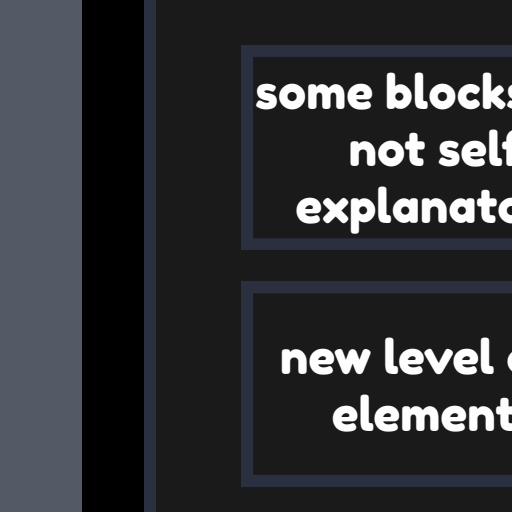 some blocks
not self
explanato
new level
element